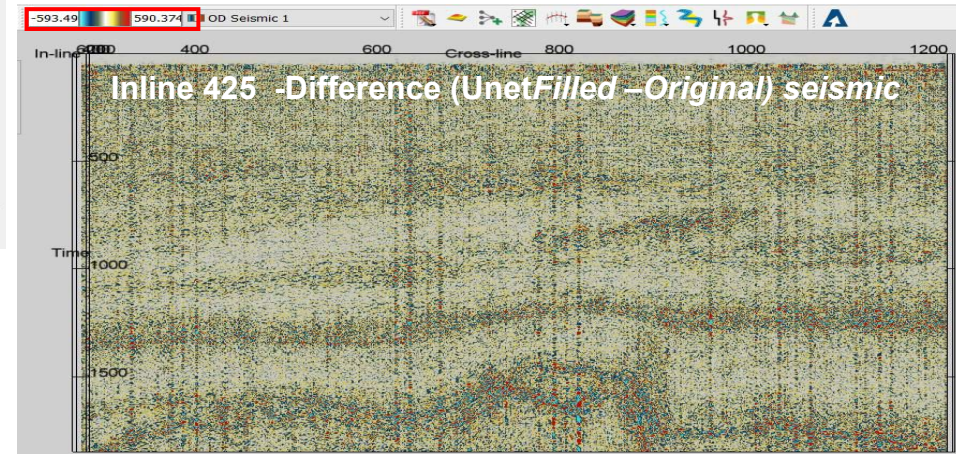 -593.49 590.374 OD Seismic 1
In-line 400 600 Cross-line 800 1000 1200
Inline 425 -Difference (UnetFilled –Original) seismic
500
Time
1000
1500